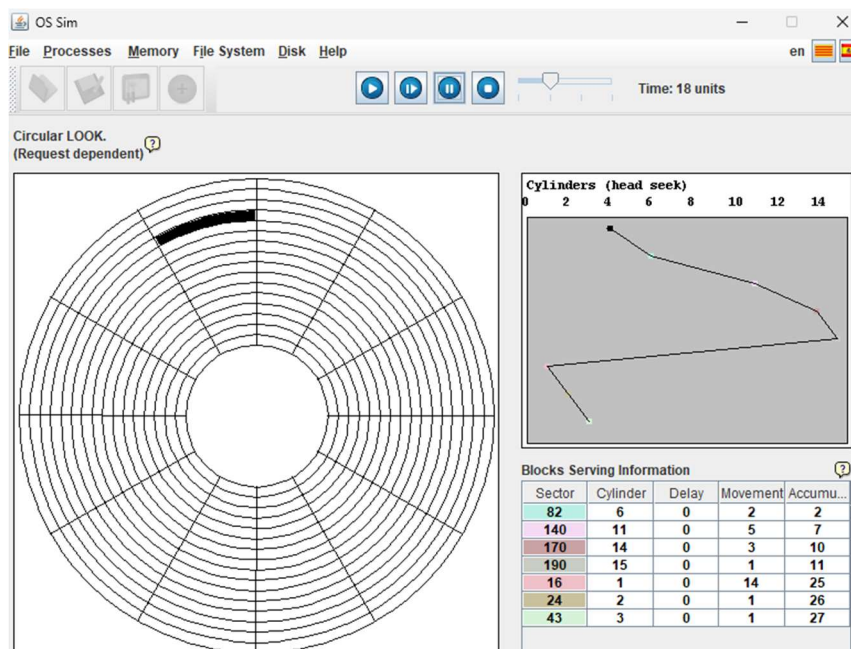 OS Sim
File Processes Memory File System Disk Help en
Time: 18 units
Circular LOOK.
(Request dependent) ?
Cylinders (head seek)
0 2 4 6 8 10 12 14
Blocks Serving Information ?
Sector Cylinder Delay Movement Accumu...
82 6 0 2 2
140 11 0 5 7
170 14 0 3 10
190 15 0 1 11
16 1 0 14 25
24 2 0 1 26
43 3 0 1 27